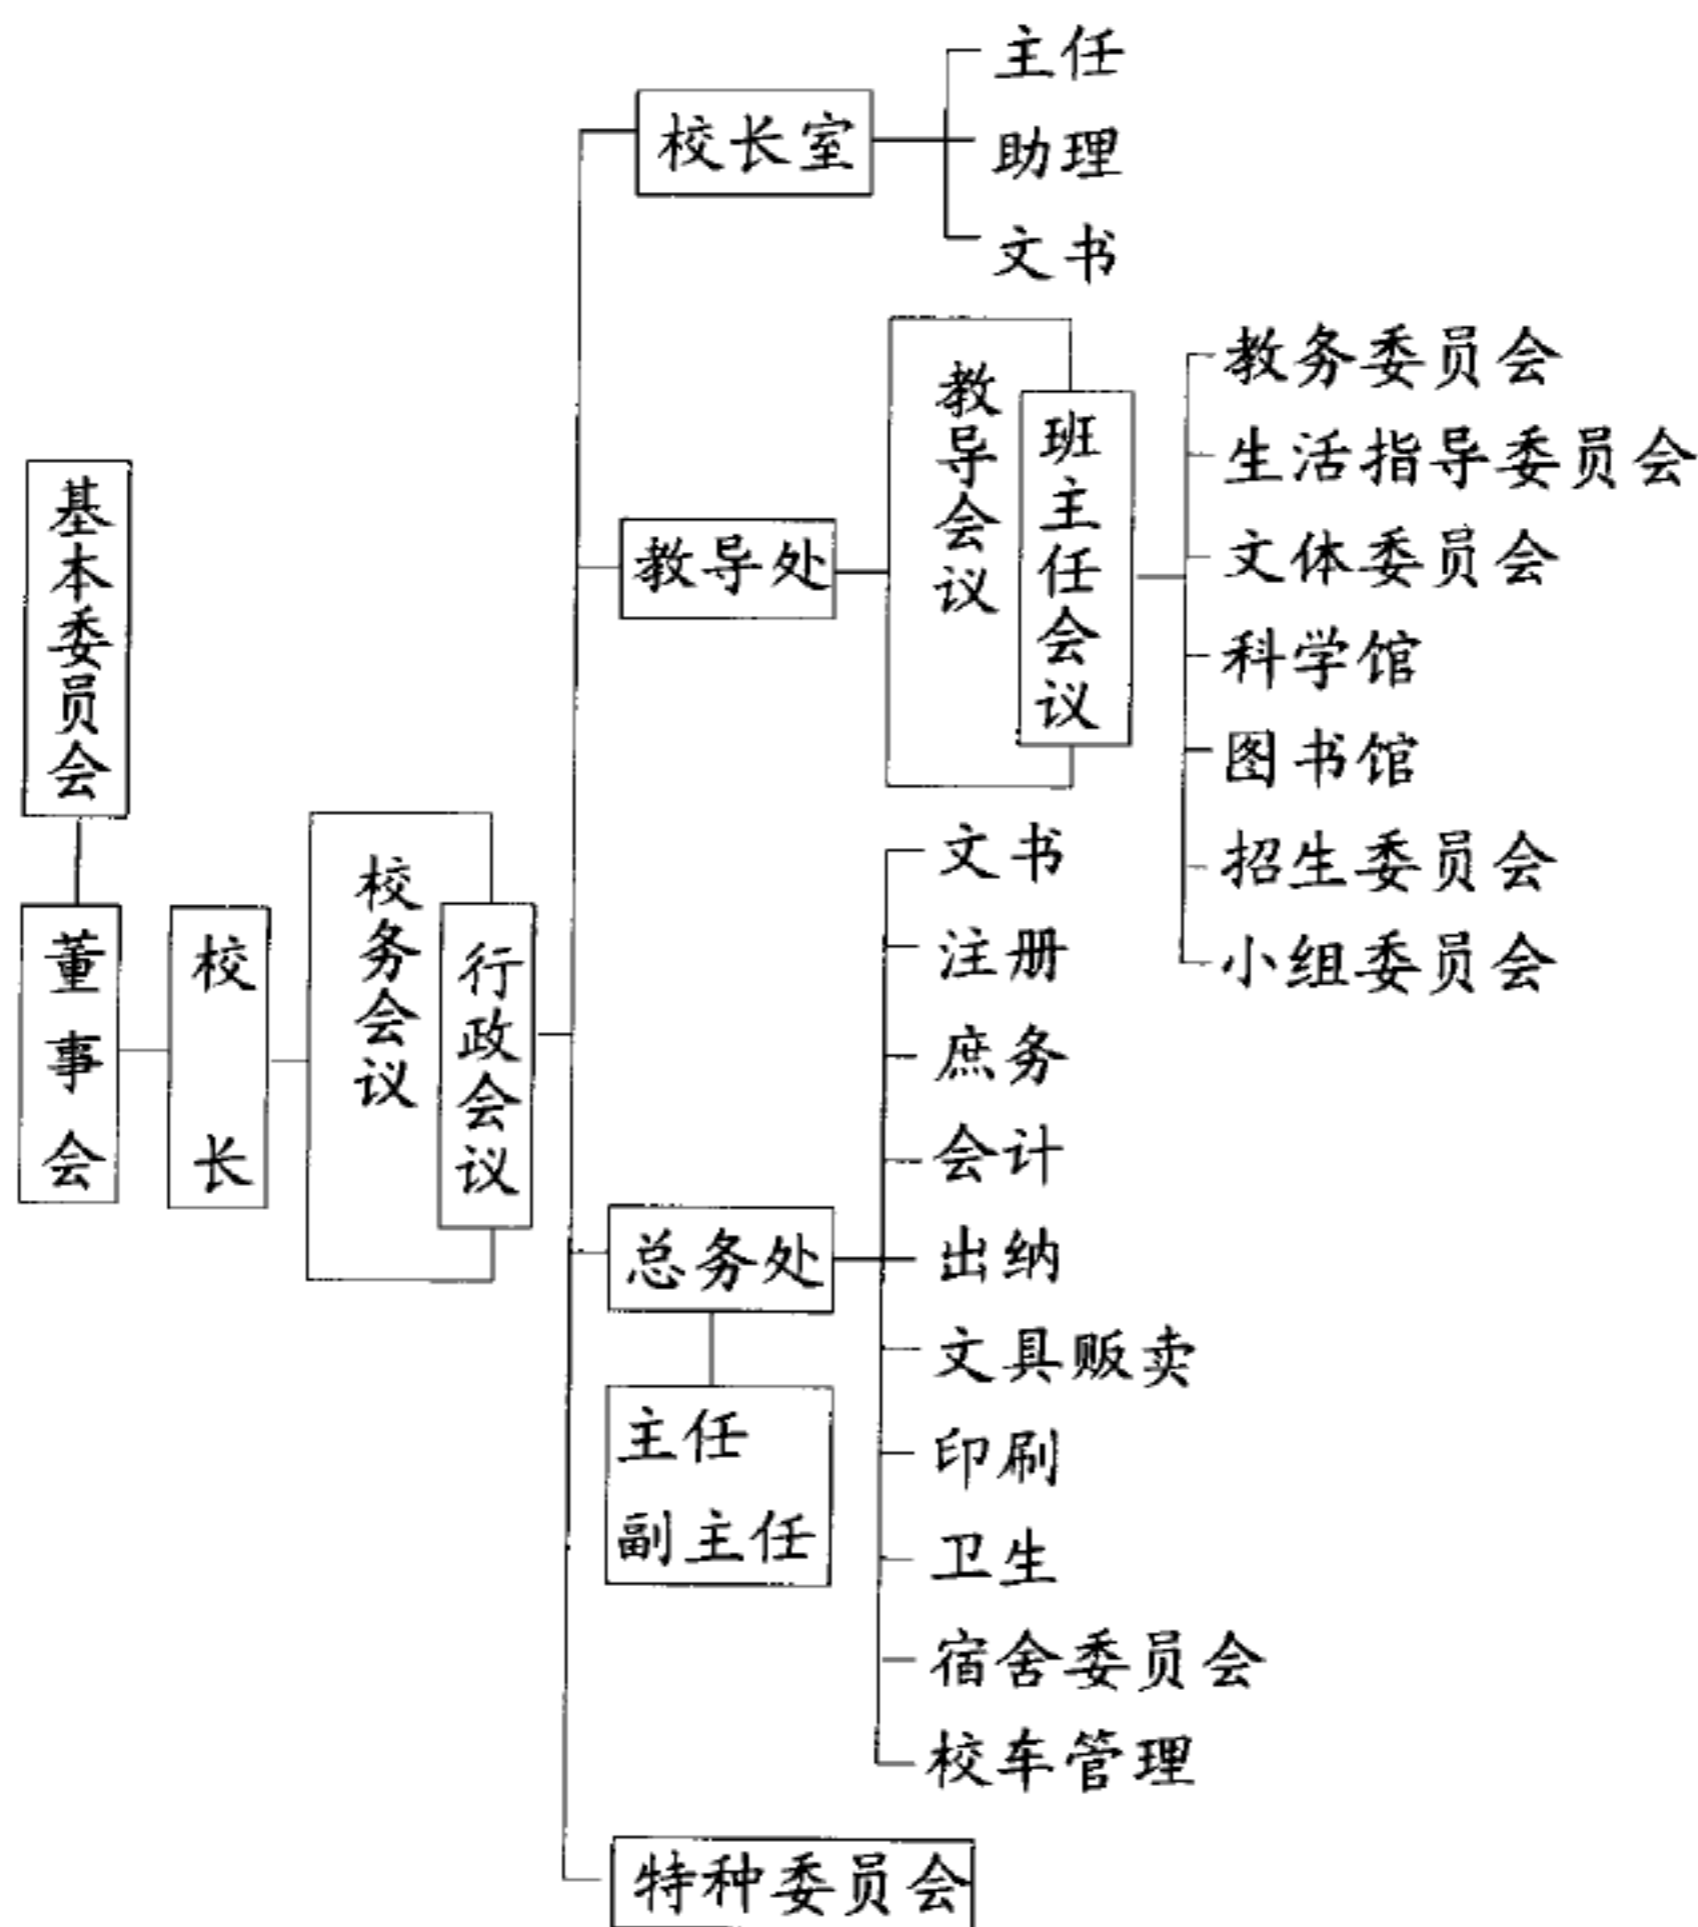 基本委员会
董事会
校长
校务会议
行政会议
校长室
主任
助理
文书
教导处
教导会议
班主任会议
教务委员会
生活指导委员会
文体委员会
科学馆
图书馆
招生委员会
小组委员会
总务处
主任
副主任
文书
注册
庶务
会计
出纳
文具贩卖
印刷
卫生
宿舍委员会
校车管理
特种委员会